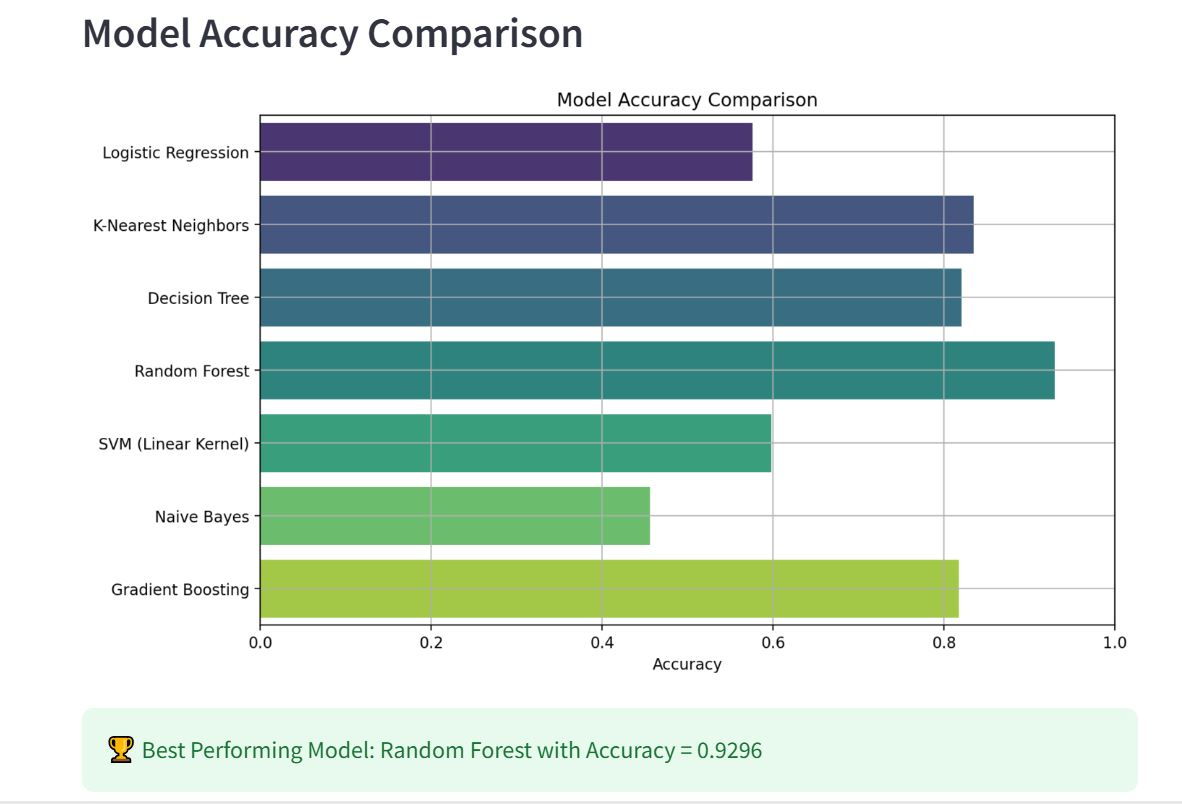 Model Accuracy Comparison
Model Accuracy Comparison
Logistic Regression
K-Nearest Neighbors
Decision Tree
Random Forest
SVM (Linear Kernel)
Naive Bayes
Gradient Boosting
0.0 0.2 0.4 0.6 0.8 1.0
Accuracy
🏆 Best Performing Model: Random Forest with Accuracy = 0.9296